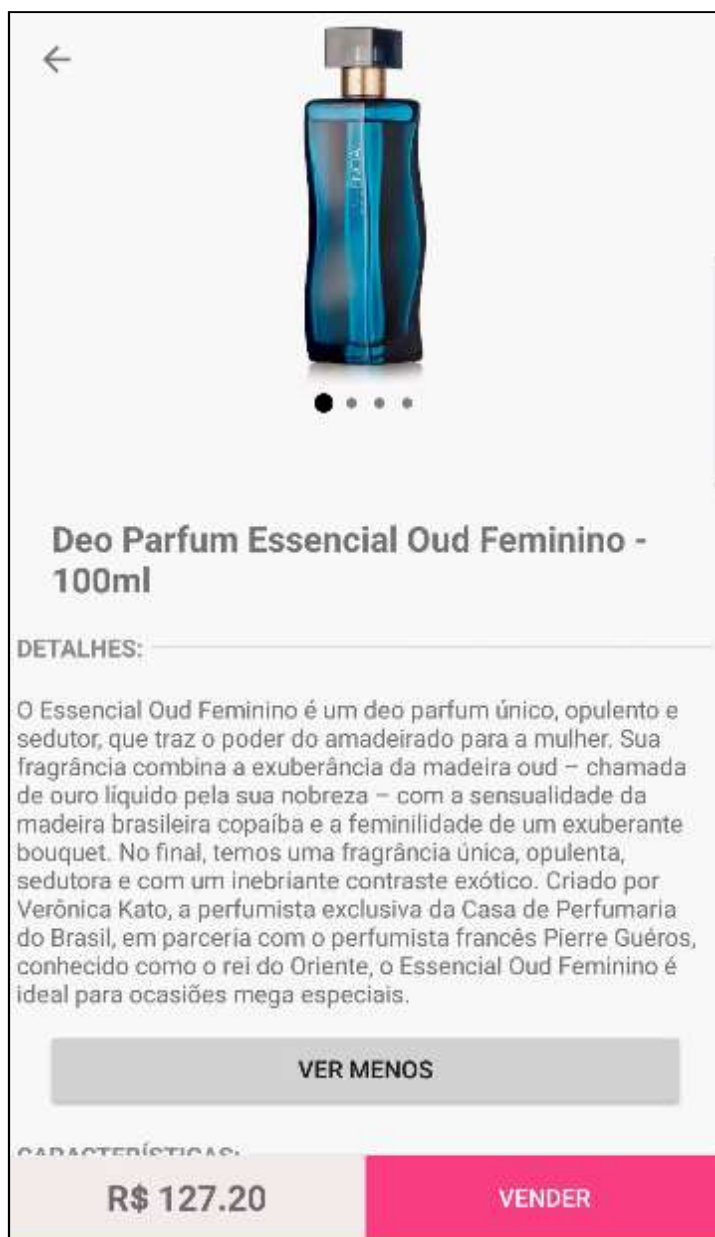 Deo Parfum Essencial Oud Feminino -
100ml
DETALHES:
O Essencial Oud Feminino é um deo parfum único, opulento e
sedutor, que traz o poder do amadeirado para a mulher. Sua
fragrância combina a exuberância da madeira oud – chamada
de ouro líquido pela sua nobreza – com a sensualidade da
madeira brasileira copaíba e a feminilidade de um exuberante
bouquet. No final, temos uma fragrância única, opulenta,
sedutora e com um inebriante contraste exótico. Criado por
Verônica Kato, a perfumista exclusiva da Casa de Perfumaria
do Brasil, em parceria com o perfumista francês Pierre Guéros,
conhecido como o rei do Oriente, o Essencial Oud Feminino é
ideal para ocasiões mega especiais.
VER MENOS
CARACTERÍSTICAS:
R$ 127.20
VENDER